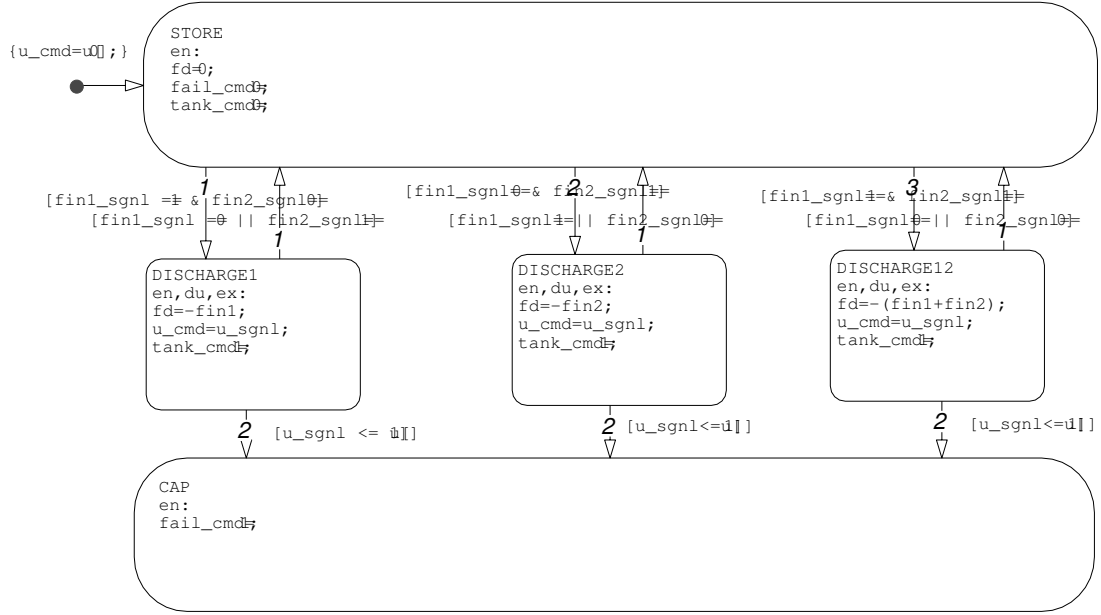 STORE
{u_cmd=u0[];}
en:
fd=0;
fail_cmd=0;
tank_cmd=0;
1
2
3
[fin1_sgnl ==1 & fin2_sgnl==0]
[fin1_sgnl==0 & fin2_sgnl==1]
[fin1_sgnl==1 & fin2_sgnl==1]
[fin1_sgnl ==0 || fin2_sgnl==1]
[fin1_sgnl==1 || fin2_sgnl==0]
[fin1_sgnl==0 || fin2_sgnl==0]
1
1
1
DISCHARGE1
en,du,ex:
fd=-fin1;
u_cmd=u_sgnl;
tank_cmd=1;
DISCHARGE2
en,du,ex:
fd=-fin2;
u_cmd=u_sgnl;
tank_cmd=1;
DISCHARGE12
en,du,ex:
fd=-(fin1+fin2);
u_cmd=u_sgnl;
tank_cmd=1;
2 [u_sgnl <= u1[]]
2 [u_sgnl<=u1[]]
2 [u_sgnl<=u1[]]
CAP
en:
fail_cmd=1;